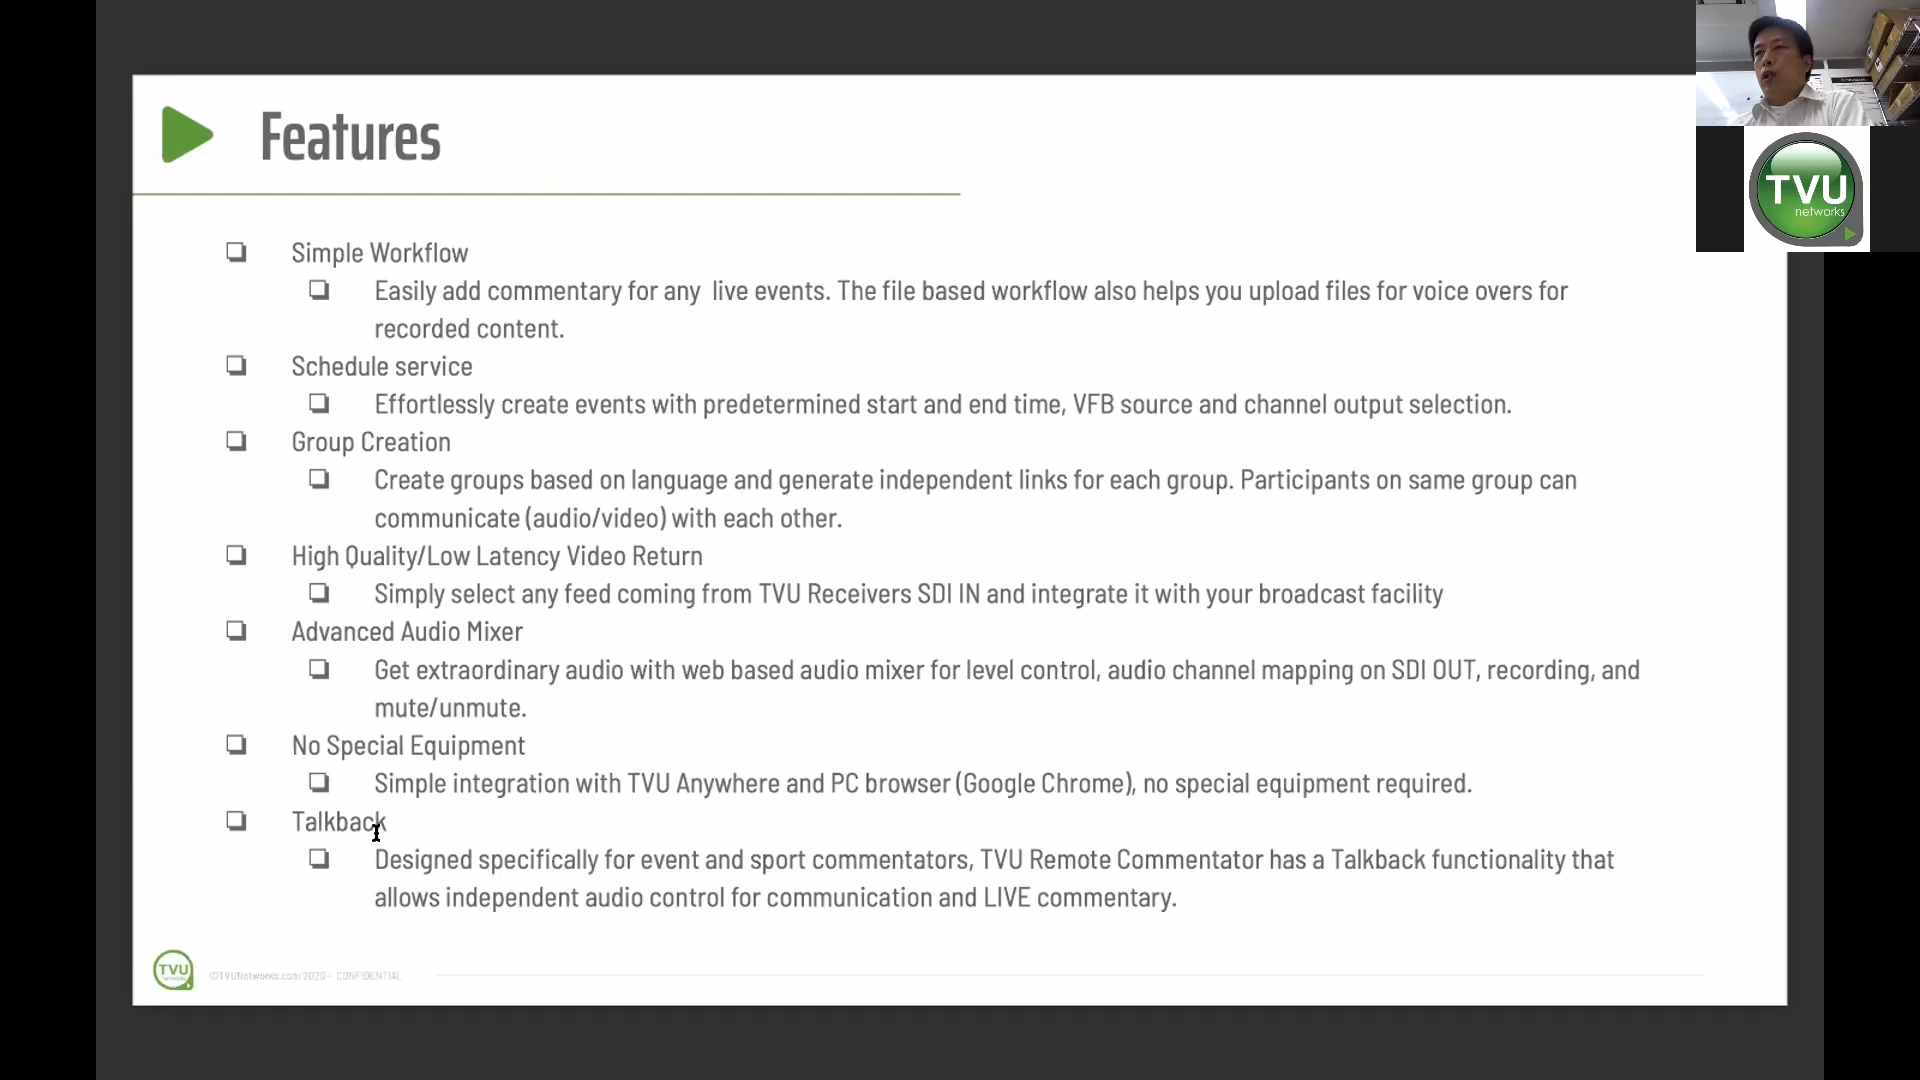 Features
TVU
networks
❏ Simple Workflow
❏ Easily add commentary for any  live events. The file based workflow also helps you upload files for voice overs for
recorded content.
❏ Schedule service
❏ Effortlessly create events with predetermined start and end time, VFB source and channel output selection.
❏ Group Creation
❏ Create groups based on language and generate independent links for each group. Participants on same group can
communicate (audio/video) with each other.
❏ High Quality/Low Latency Video Return
❏ Simply select any feed coming from TVU Receivers SDI IN and integrate it with your broadcast facility
❏ Advanced Audio Mixer
❏ Get extraordinary audio with web based audio mixer for level control, audio channel mapping on SDI OUT, recording, and
mute/unmute.
❏ No Special Equipment
❏ Simple integration with TVU Anywhere and PC browser (Google Chrome), no special equipment required.
❏ Talkback
❏ Designed specifically for event and sport commentators, TVU Remote Commentator has a Talkback functionality that
allows independent audio control for communication and LIVE commentary.
TVU
networks
©TVUNetworks.com 2020 - CONFIDENTIAL